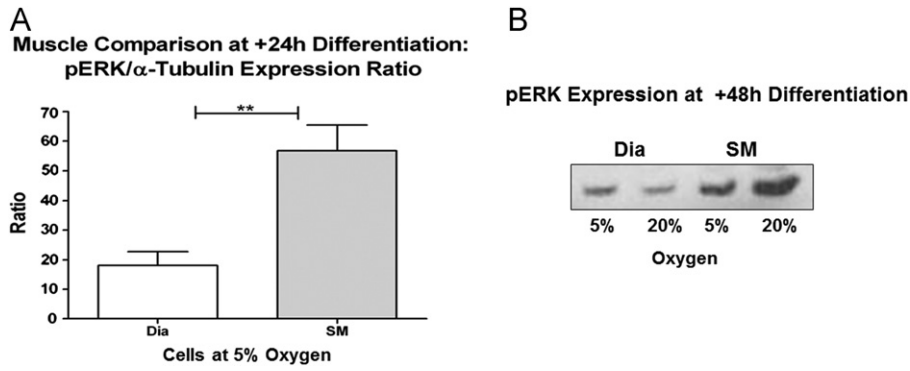 A
Muscle Comparison at +24h Differentiation:
pERK/α-Tubulin Expression Ratio
**
70
60
50
40
30
20
10
0
Ratio
Dia SM
Cells at 5% Oxygen
B
pERK Expression at +48h Differentiation
Dia SM
5% 20% 5% 20%
Oxygen